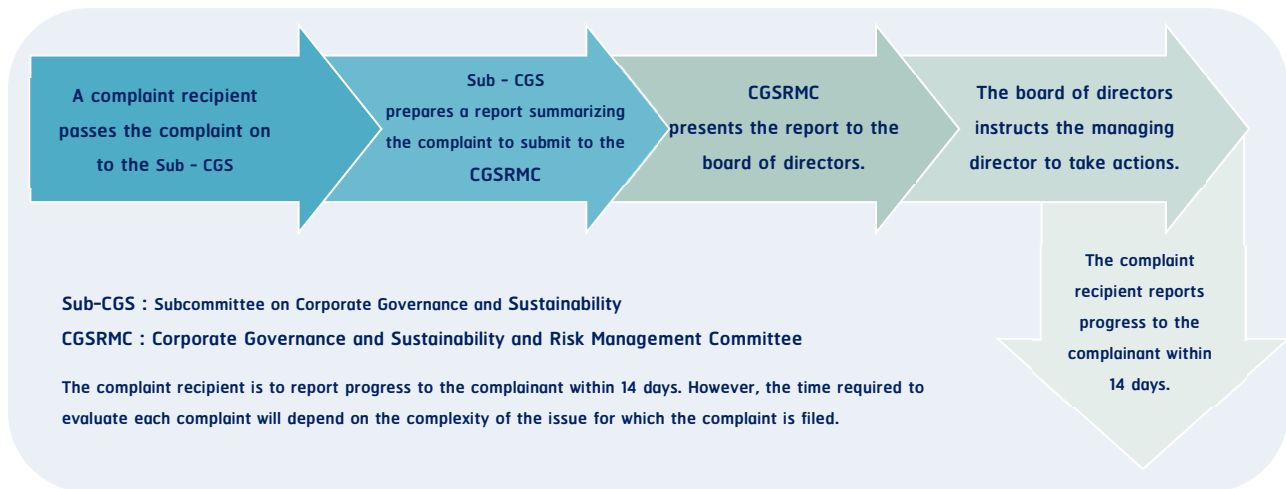 A complaint recipient
passes the complaint on
to the Sub - CGS
Sub - CGS
prepares a report summarizing
the complaint to submit to the
CGSRMC
CGSRMC
presents the report to the
board of directors.
The board of directors
instructs the managing
director to take actions.
The complaint
recipient reports
progress to the
complainant within
14 days.
Sub-CGS : Subcommittee on Corporate Governance and Sustainability
CGSRMC : Corporate Governance and Sustainability and Risk Management Committee
The complaint recipient is to report progress to the complainant within 14 days. However, the time required to
evaluate each complaint will depend on the complexity of the issue for which the complaint is filed.